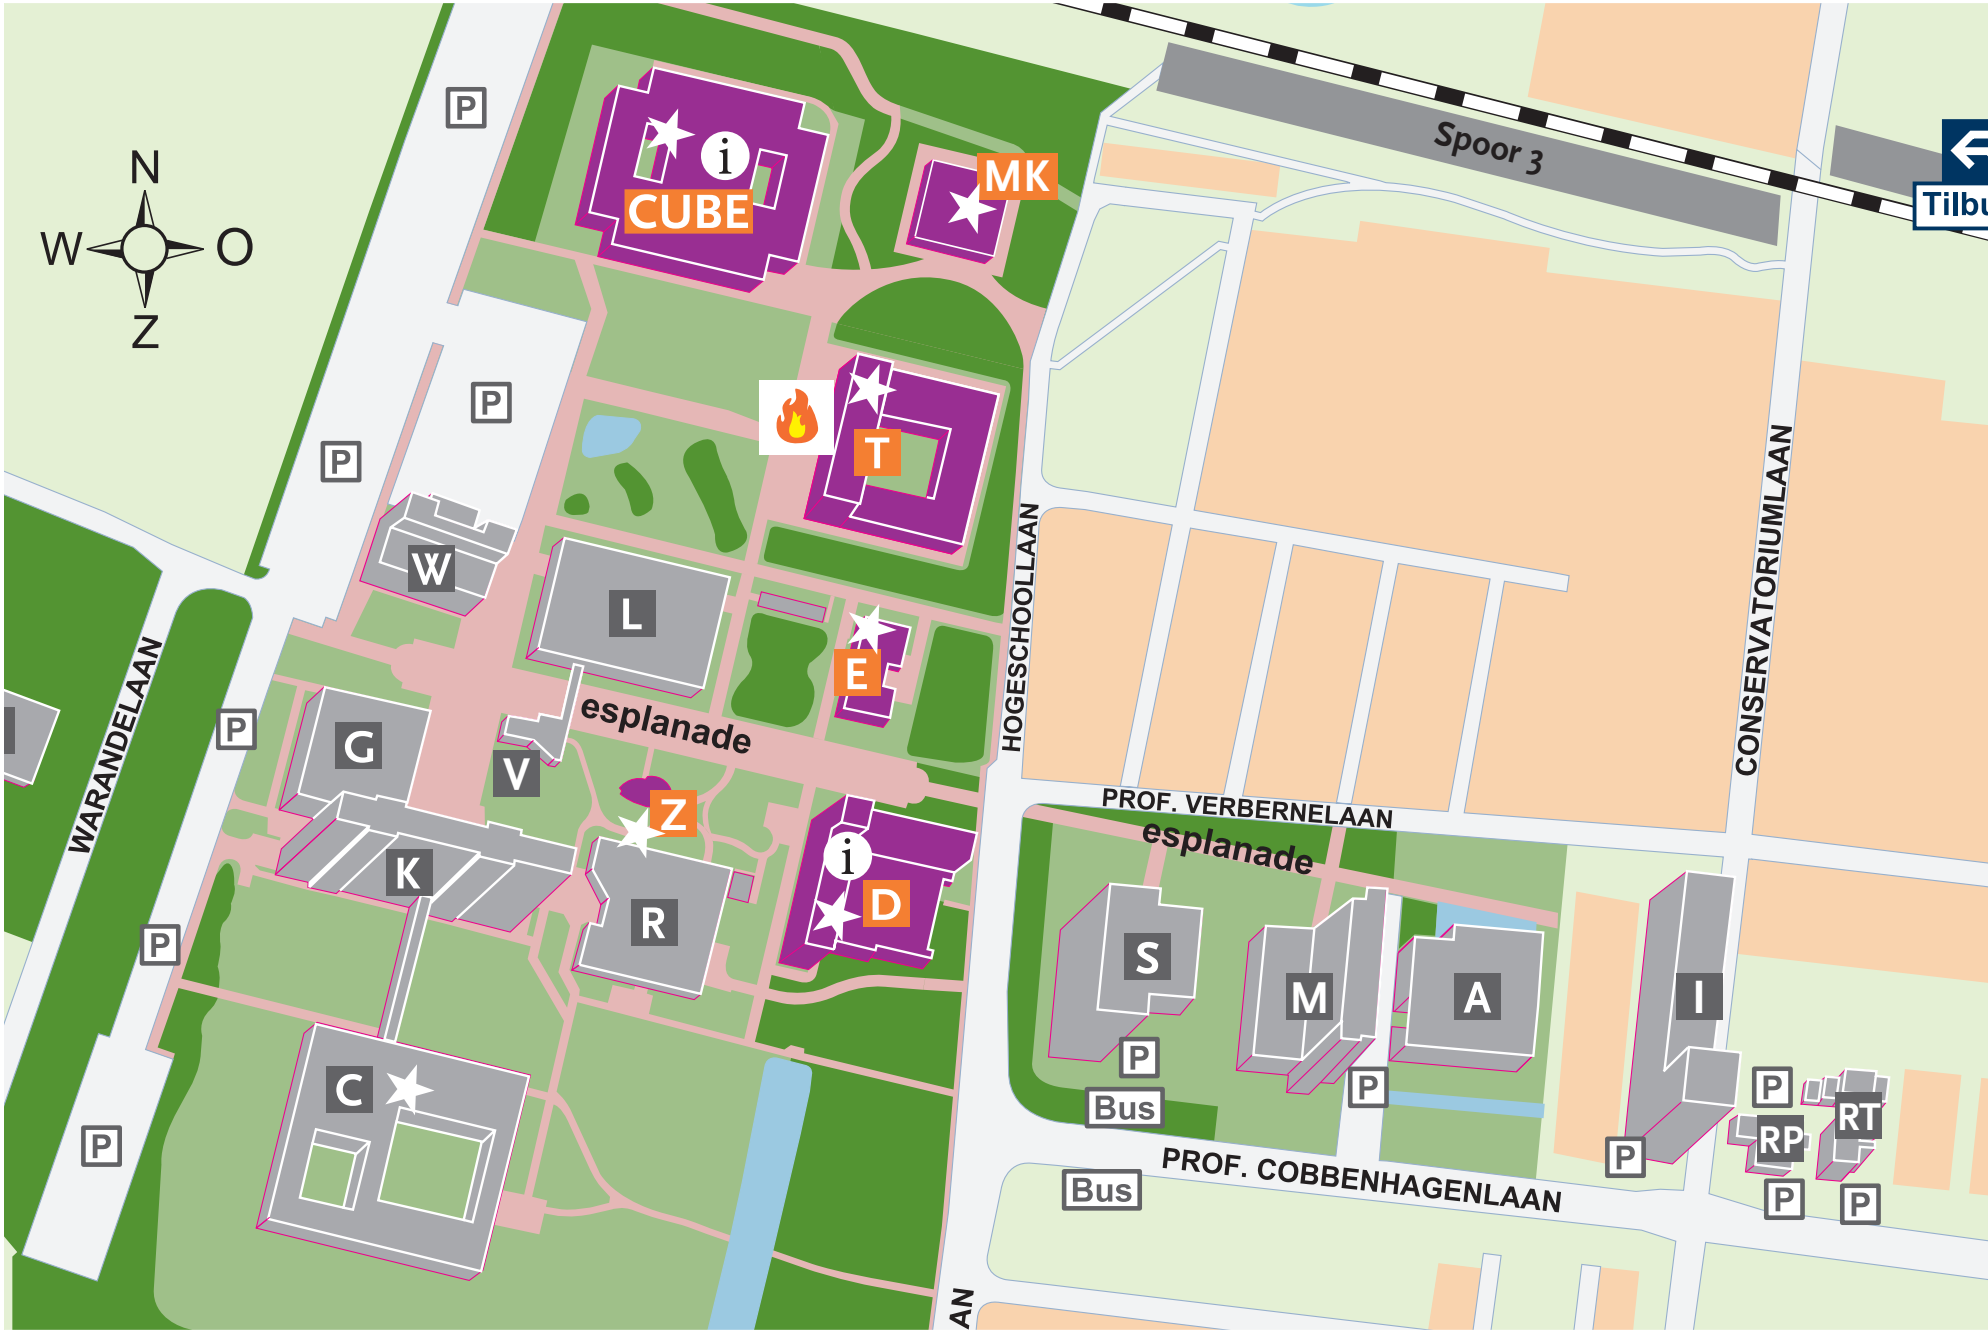 P
N
W
O
Z
CUBE
i
MK
Spoor 3
Tilbu
P
P
T
W
L
E
HOGESCHOOLLAAN
CONSERVATORIUMLAAN
WARANDELAAN
P
G
V
esplanade
Z
K
R
i
D
PROF. VERBERNELAAN
esplanade
S
M
A
I
P
C
P
P
Bus
P
P
RT
RP
P
P
P
Bus
PROF. COBBENHAGENLAAN
AN